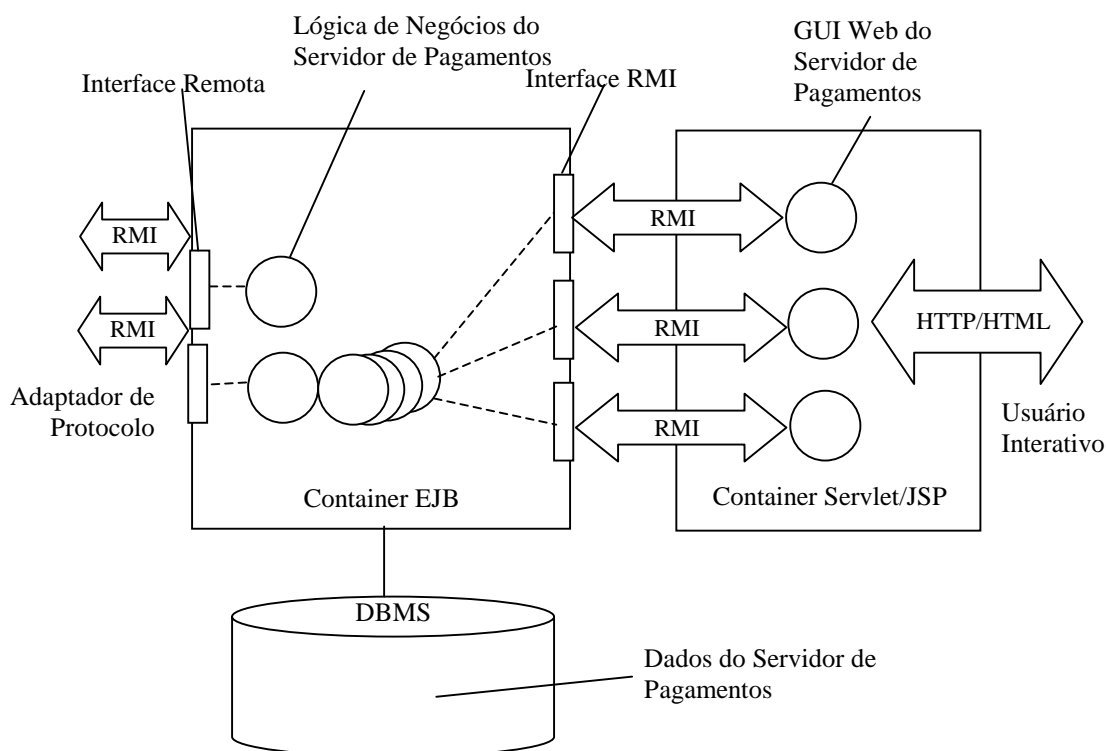 Lógica de Negócios do
Servidor de Pagamentos
GUI Web do
Servidor de
Pagamentos
Interface Remota
Interface RMI
RMI
RMI
RMI
RMI
RMI
HTTP/HTML
Adaptador de
Protocolo
Usuário
Interativo
Container EJB
Container Servlet/JSP
DBMS
Dados do Servidor de
Pagamentos